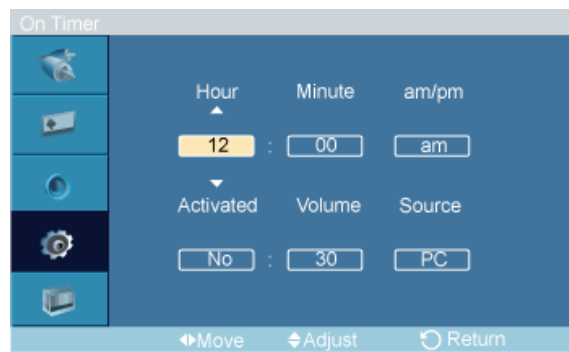 On Timer
Hour Minute am/pm
12 : 00 am
Activated Volume Source
No : 30 PC
Move Adjust Return